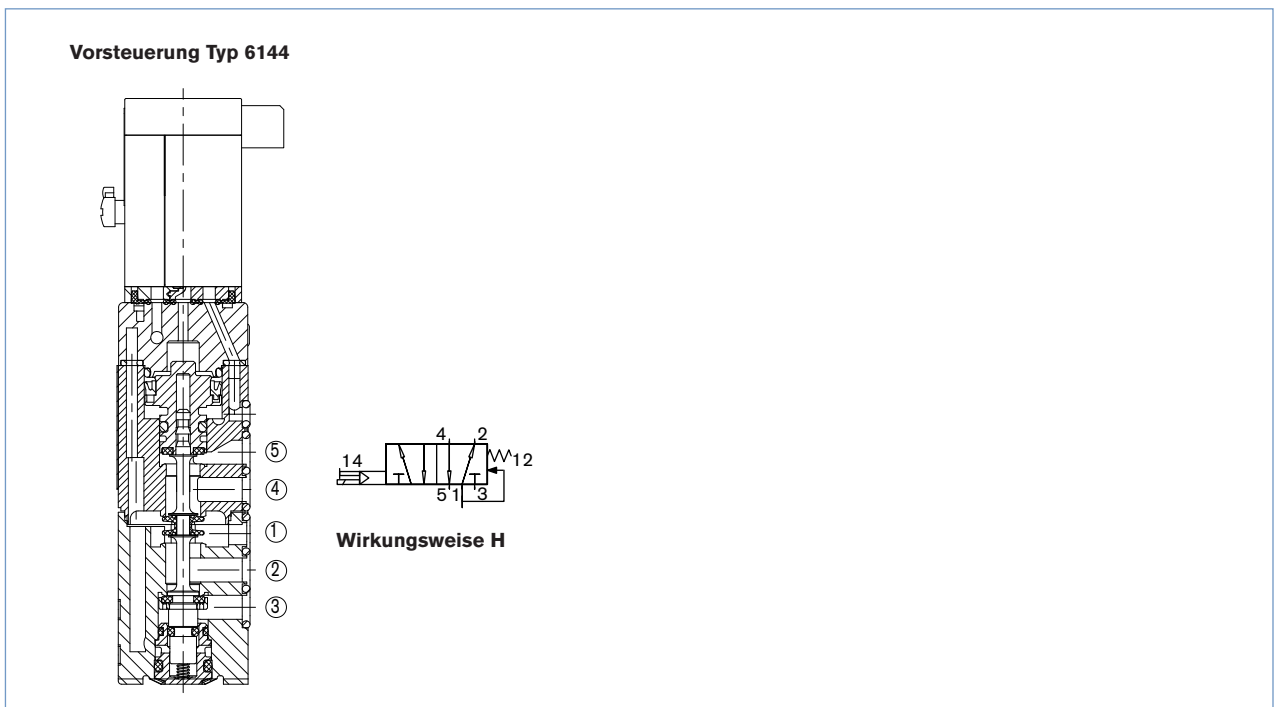 Vorsteuerung Typ 6144
⑤
④
①
②
③
4 2
14
12
5 1 3
Wirkungsweise H